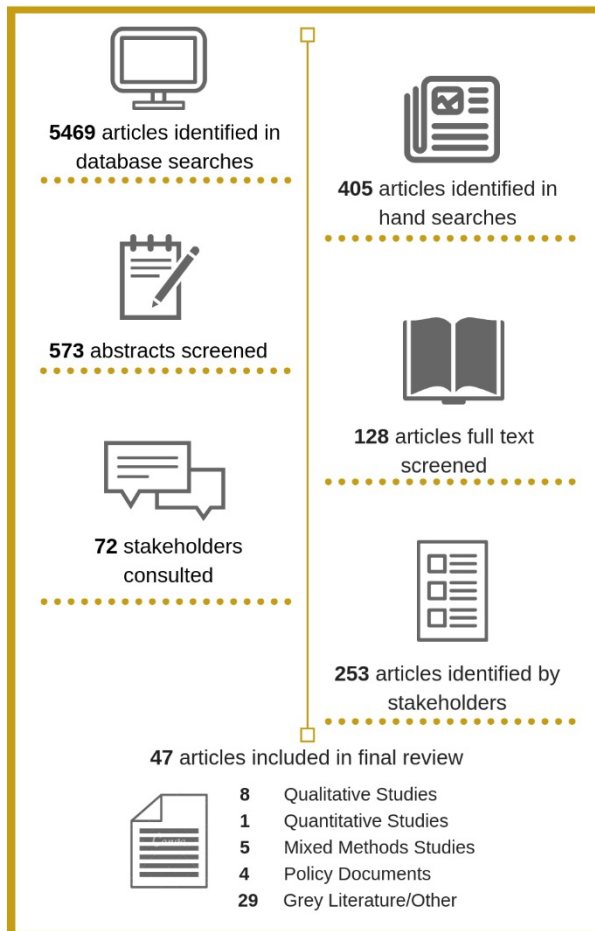 5469 articles identified in
database searches
405 articles identified in
hand searches
573 abstracts screened
128 articles full text
screened
72 stakeholders
consulted
253 articles identified by
stakeholders
47 articles included in final review
8 Qualitative Studies
1 Quantitative Studies
5 Mixed Methods Studies
4 Policy Documents
29 Grey Literature/Other